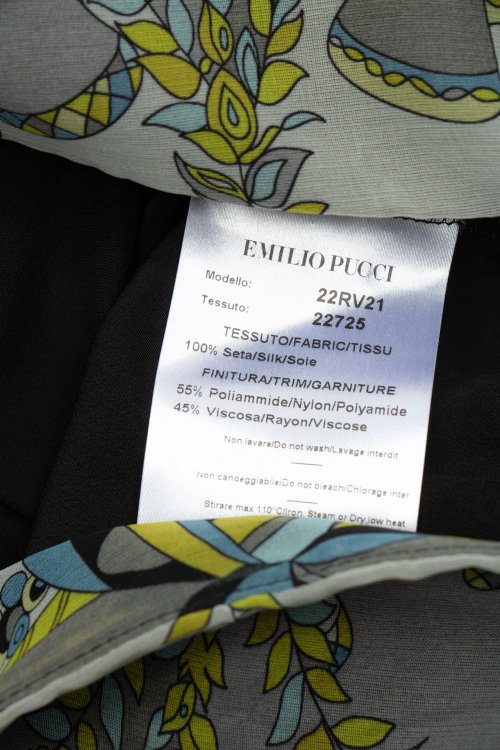 EMILIO PUCCI
Modello: 22RV21
Tessuto: 22725
TESSUTO/FABRIC/TISSU
100% Seta/Silk/Soie
FINITURA/TRIM/GARNITURE
55% Poliammide/Nylon/Polyamide
45% Viscosa/Rayon/Viscose
Non lavare/Do not wash/Lavage interdit
Non candeggiabile/Do not bleach/Chlorage inter
Stirare max 110°C/Iron, Steam or Dry, low heat